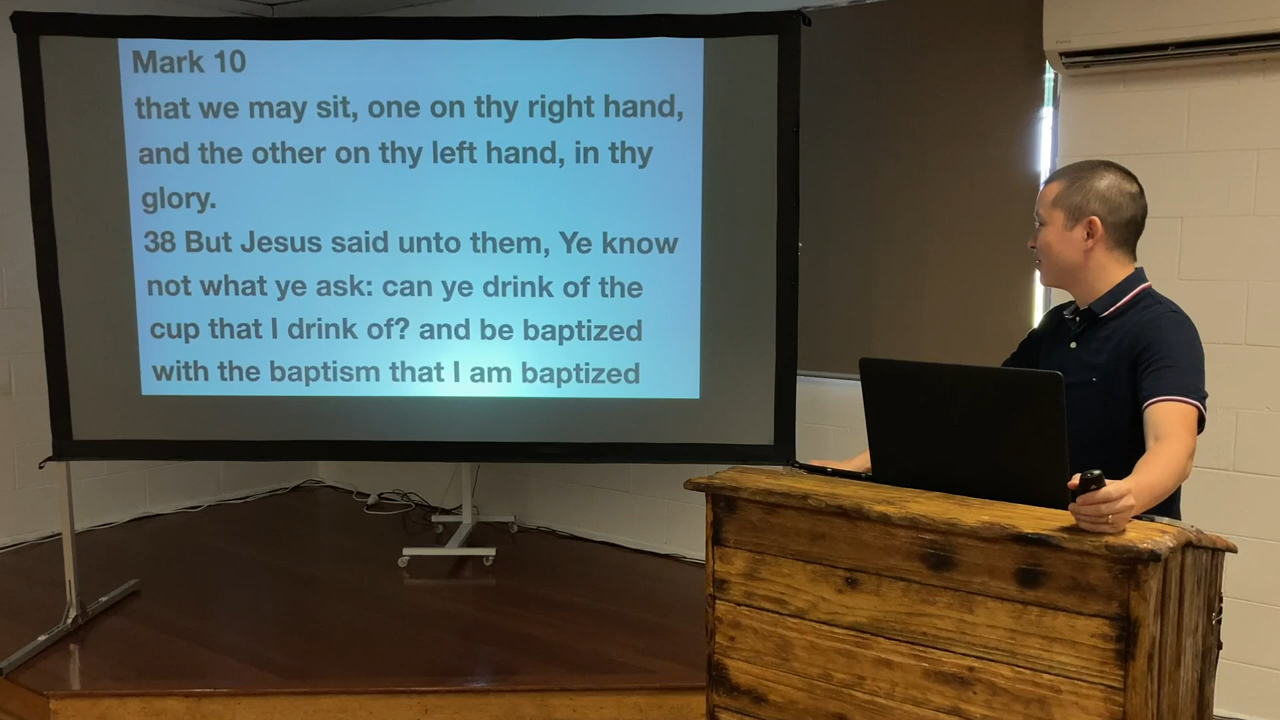 Mark 10
that we may sit, one on thy right hand,
and the other on thy left hand, in thy
glory.
38 But Jesus said unto them, Ye know
not what ye ask: can ye drink of the
cup that I drink of? and be baptized
with the baptism that I am baptized